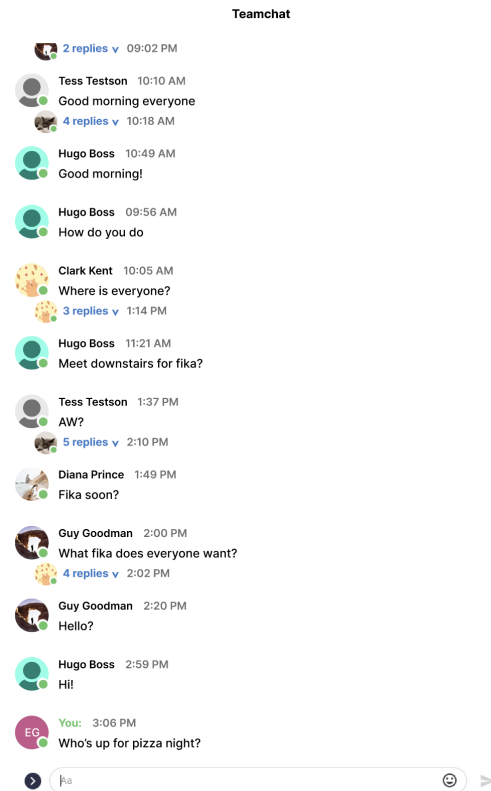 Teamchat
2 replies v 09:02 PM
Tess Testson 10:10 AM
Good morning everyone
4 replies v 10:18 AM
Hugo Boss 10:49 AM
Good morning!
Hugo Boss 09:56 AM
How do you do
Clark Kent 10:05 AM
Where is everyone?
3 replies v 1:14 PM
Hugo Boss 11:21 AM
Meet downstairs for fika?
Tess Testson 1:37 PM
AW?
5 replies v 2:10 PM
Diana Prince 1:49 PM
Fika soon?
Guy Goodman 2:00 PM
What fika does everyone want?
4 replies v 2:02 PM
Guy Goodman 2:20 PM
Hello?
Hugo Boss 2:59 PM
Hi!
EG
You: 3:06 PM
Who's up for pizza night?
Aa